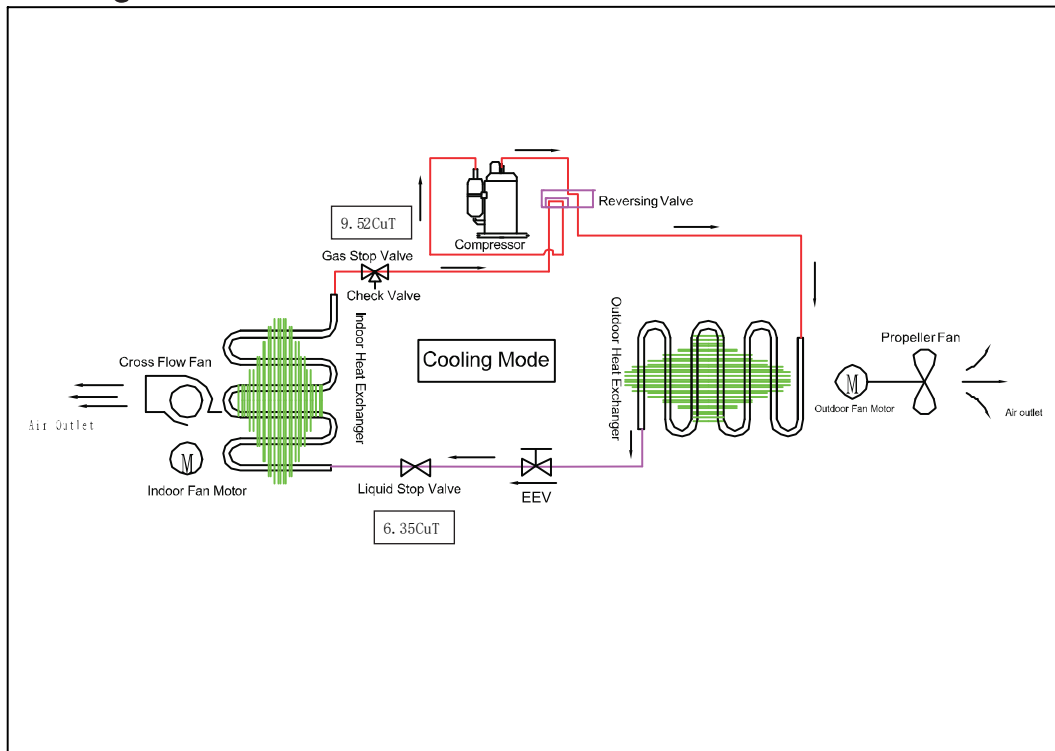 Reversing Valve
9.52CuT
Compressor
Gas Stop Valve
Check Valve
Indoor Heat Exchanger
Outdoor Heat Exchanger
Cooling Mode
Cross Flow Fan
Propeller Fan
M
Outdoor Fan Motor
Air outlet
Air Outlet
M
Indoor Fan Motor
Liquid Stop Valve
EEV
6.35CuT